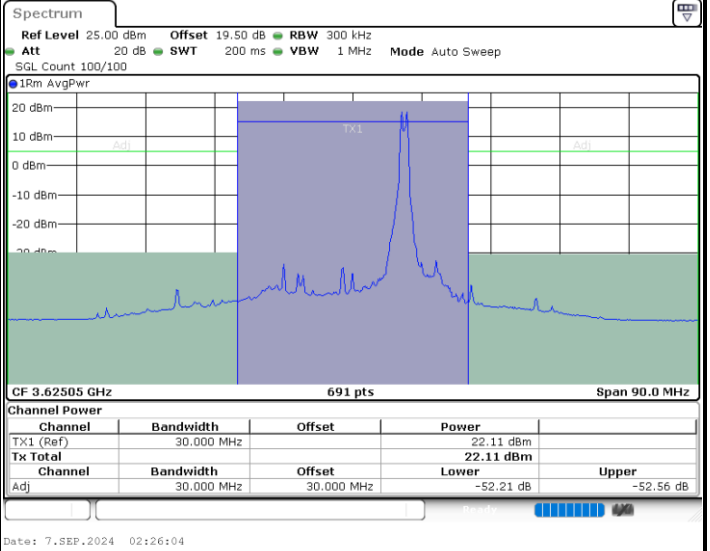 Spectrum
Ref Level 25.00 dBm Offset 19.50 dB RBW 300 kHz
Att 20 dB SWT 200 ms VBW 1 MHz Mode Auto Sweep
SGL Count 100/100
1Rm AvgPwr
20 dBm
TX1
10 dBm
Adj Adj
0 dBm
-10 dBm
-20 dBm
CF 3.62505 GHz 691 pts Span 90.0 MHz
Channel Power
Channel Bandwidth Offset Power
TX1 (Ref) 30.000 MHz 22.11 dBm
Tx Total 22.11 dBm
Channel Bandwidth Offset Lower Upper
Adj 30.000 MHz 30.000 MHz -52.21 dB -52.56 dB
Ready
Date: 7.SEP.2024 02:26:04